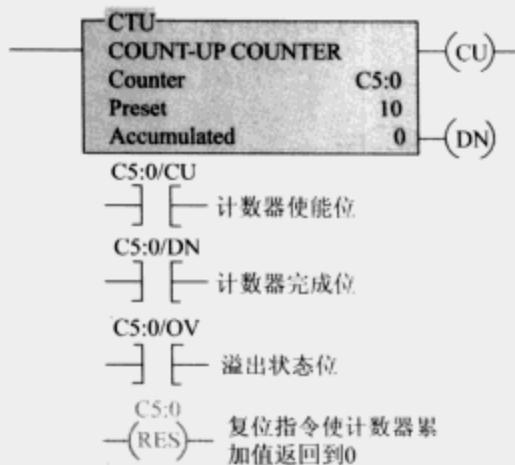 CTU
COUNT-UP COUNTER
Counter C5:0
Preset 10
Accumulated 0
CU
DN
C5:0/CU
计数器使能位
C5:0/DN
计数器完成位
C5:0/OV
溢出状态位
C5:0
RES
复位指令使计数器累
加值返回到0